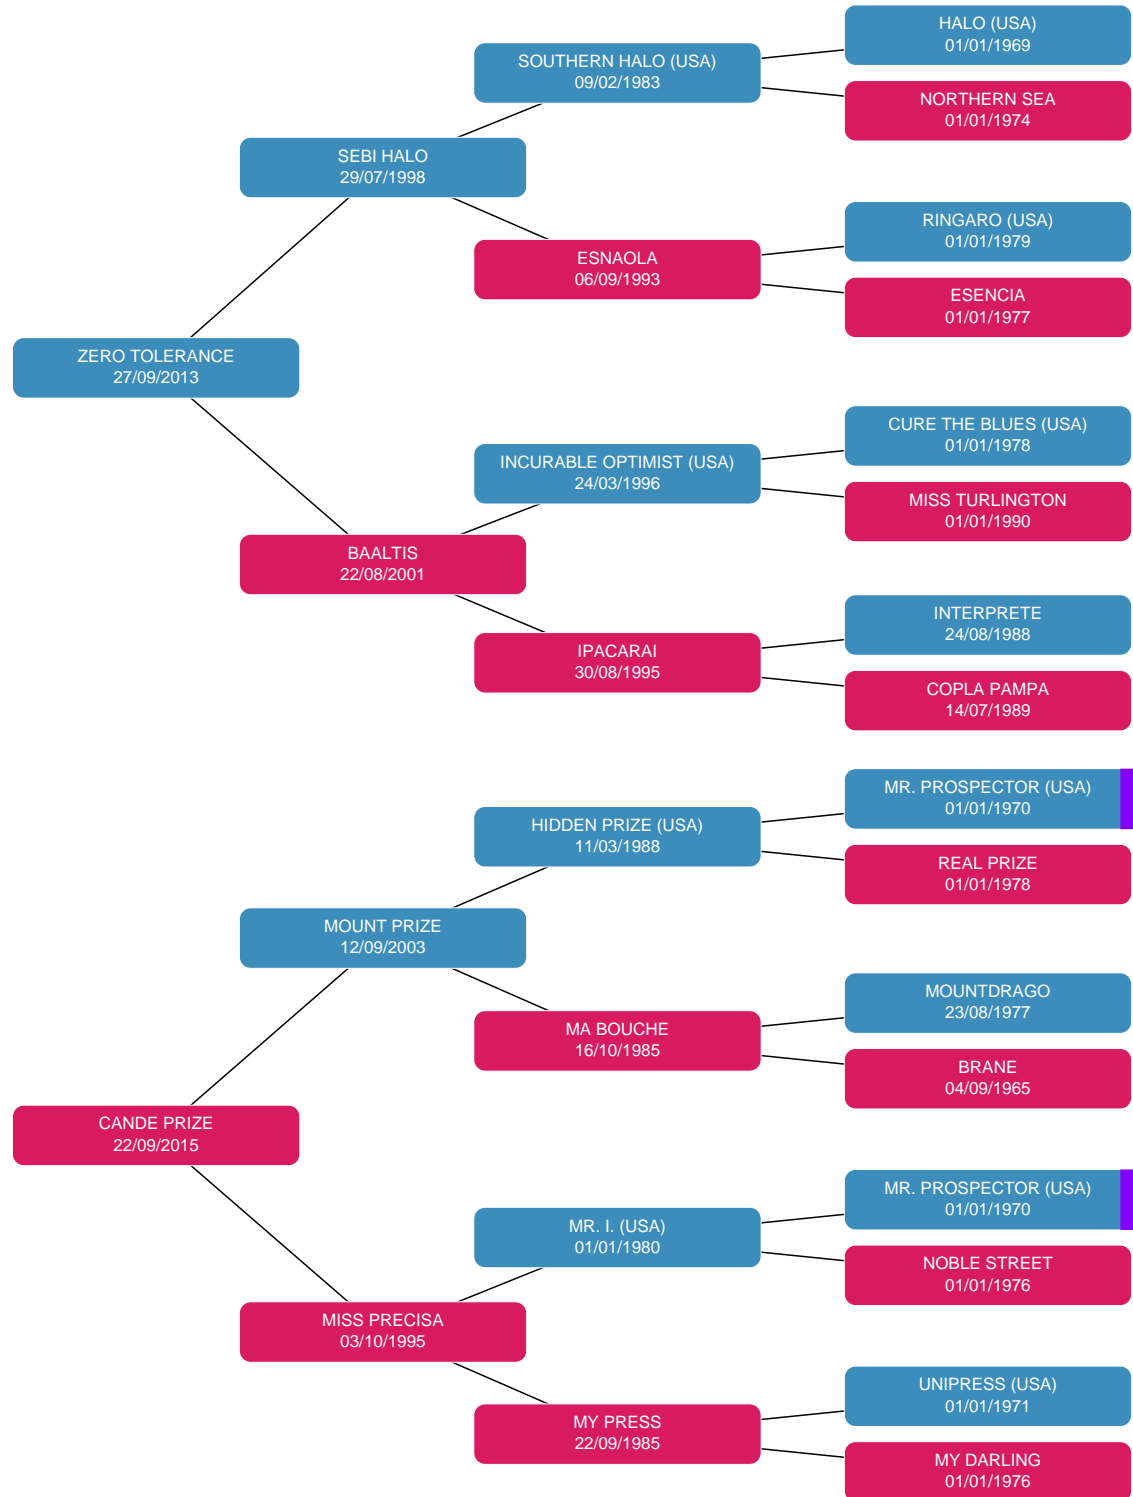 HALO (USA)
01/01/1969
SOUTHERN HALO (USA)
09/02/1983
NORTHERN SEA
01/01/1974
SEBI HALO
29/07/1998
RINGARO (USA)
01/01/1979
ESNAOLA
06/09/1993
ESENCIA
01/01/1977
ZERO TOLERANCE
27/09/2013
CURE THE BLUES (USA)
01/01/1978
INCURABLE OPTIMIST (USA)
24/03/1996
MISS TURLINGTON
01/01/1990
BAALTIS
22/08/2001
INTERPRETE
24/08/1988
IPACARAI
30/08/1995
COPLA PAMPA
14/07/1989
MR. PROSPECTOR (USA)
01/01/1970
HIDDEN PRIZE (USA)
11/03/1988
REAL PRIZE
01/01/1978
MOUNT PRIZE
12/09/2003
MOUNTDRAGO
23/08/1977
MA BOUCHE
16/10/1985
BRANE
04/09/1965
CANDE PRIZE
22/09/2015
MR. PROSPECTOR (USA)
01/01/1970
MR. I. (USA)
01/01/1980
NOBLE STREET
01/01/1976
MISS PRECISA
03/10/1995
UNIPRESS (USA)
01/01/1971
MY PRESS
22/09/1985
MY DARLING
01/01/1976